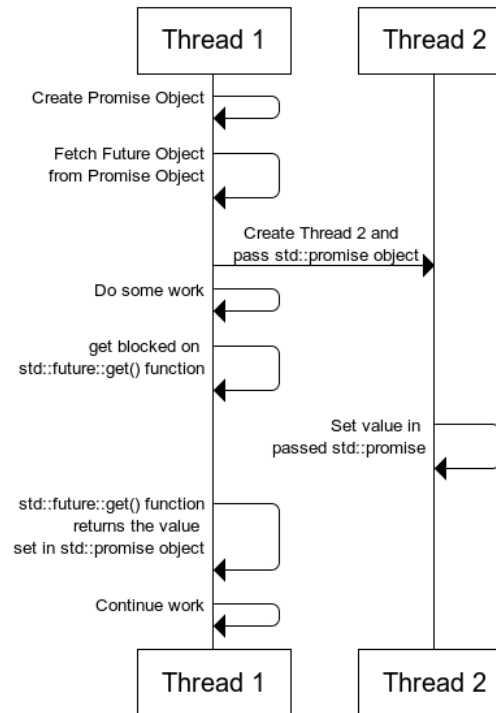 Thread 1
Thread 2
Create Promise Object
Fetch Future Object
from Promise Object
Create Thread 2 and
pass std::promise object
Do some work
get blocked on
std::future::get() function
Set value in
passed std::promise
std::future::get() function
returns the value
set in std::promise object
Continue work
Thread 1
Thread 2